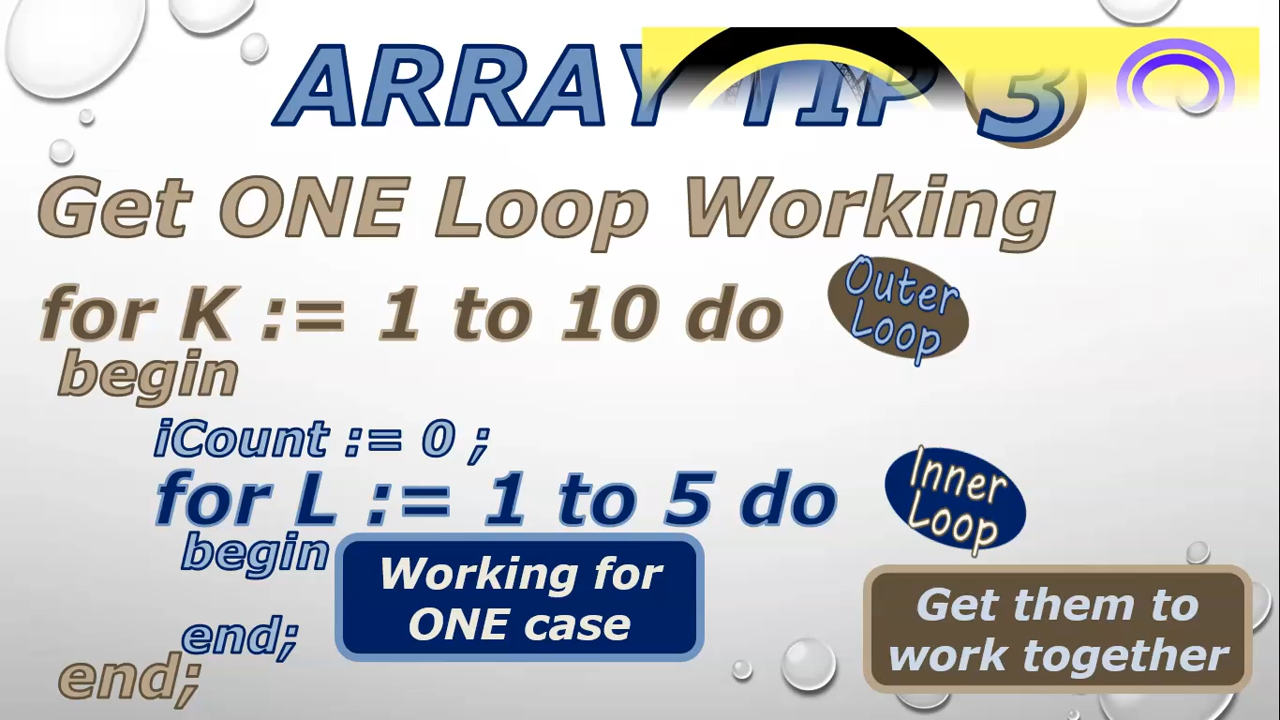 ARRAY TIP 3
Get ONE Loop Working
for K := 1 to 10 do
Outer
Loop
begin
iCount := 0 ;
for L := 1 to 5 do
Inner
Loop
begin
Working for
ONE case
end;
end;
Get them to
work together